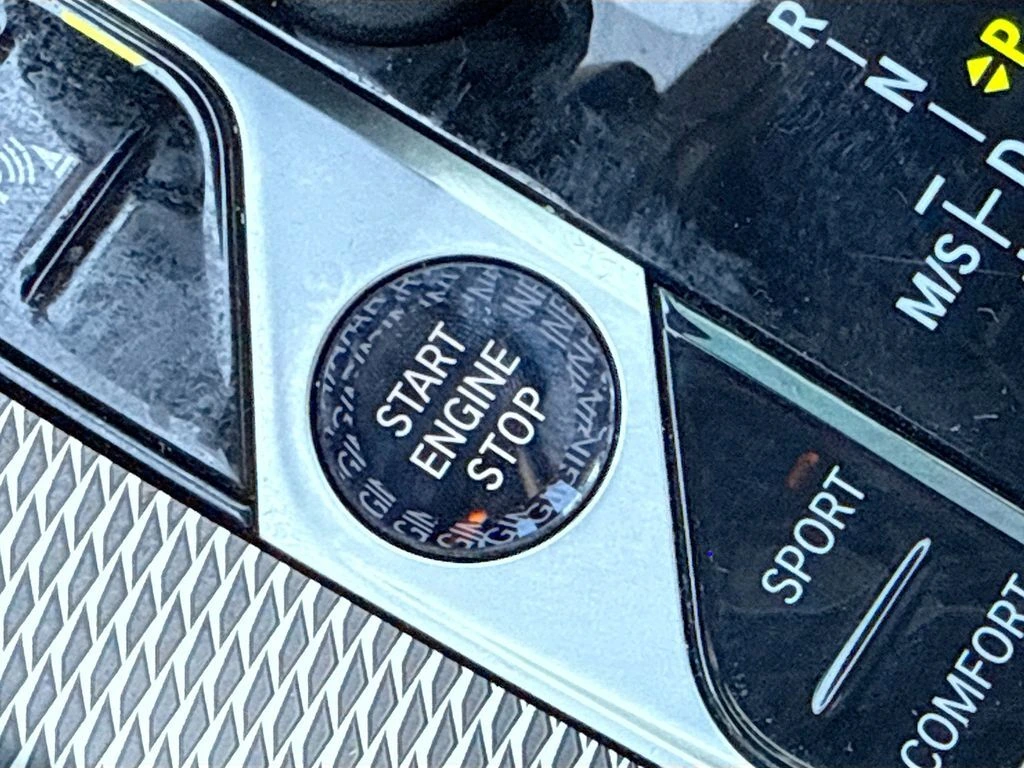 R
N
P
D
M/S
START
ENGINE
STOP
SPORT
COMFORT